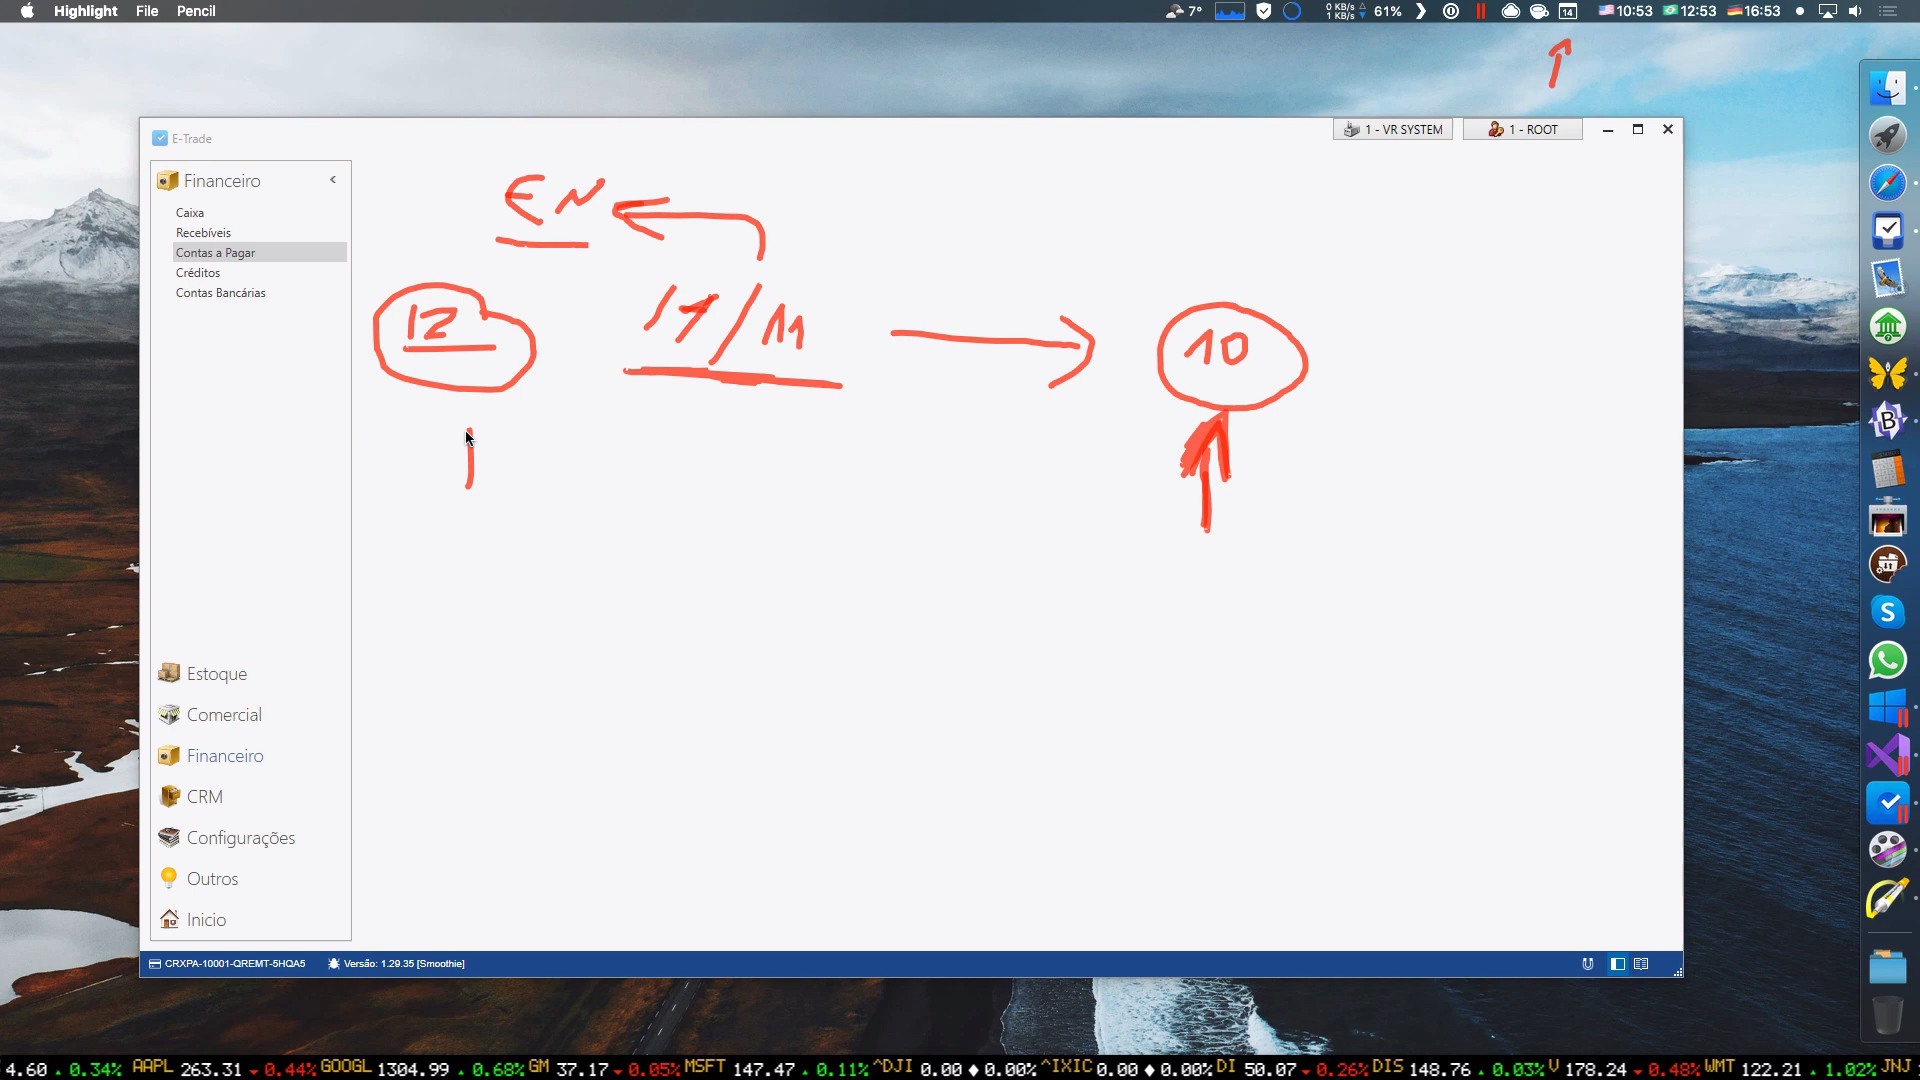 Highlight File Pencil 7° 0 KB/s 1 KB/s 61% 14 10:53 12:53 16:53
E-Trade 1 - VR SYSTEM 1 - ROOT
Financeiro
Caixa
Recebíveis
Contas a Pagar
Créditos
Contas Bancárias
EN
12 17/11 10
Estoque
Comercial
Financeiro
CRM
Configurações
Outros
Inicio
CRXPA-10001-QREMT-5HQA5 Versão: 1.29.35 [Smoothie]
4.60 0.34% AAPL 263.31 0.44% GOOGL 1304.99 0.68% GM 37.17 0.05% MSFT 147.47 0.11% ^DJI 0.00 0.00% ^IXIC 0.00 0.00% DI 50.07 0.26% DIS 148.76 0.03% V 178.24 0.48% WMT 122.21 1.02% JNJ